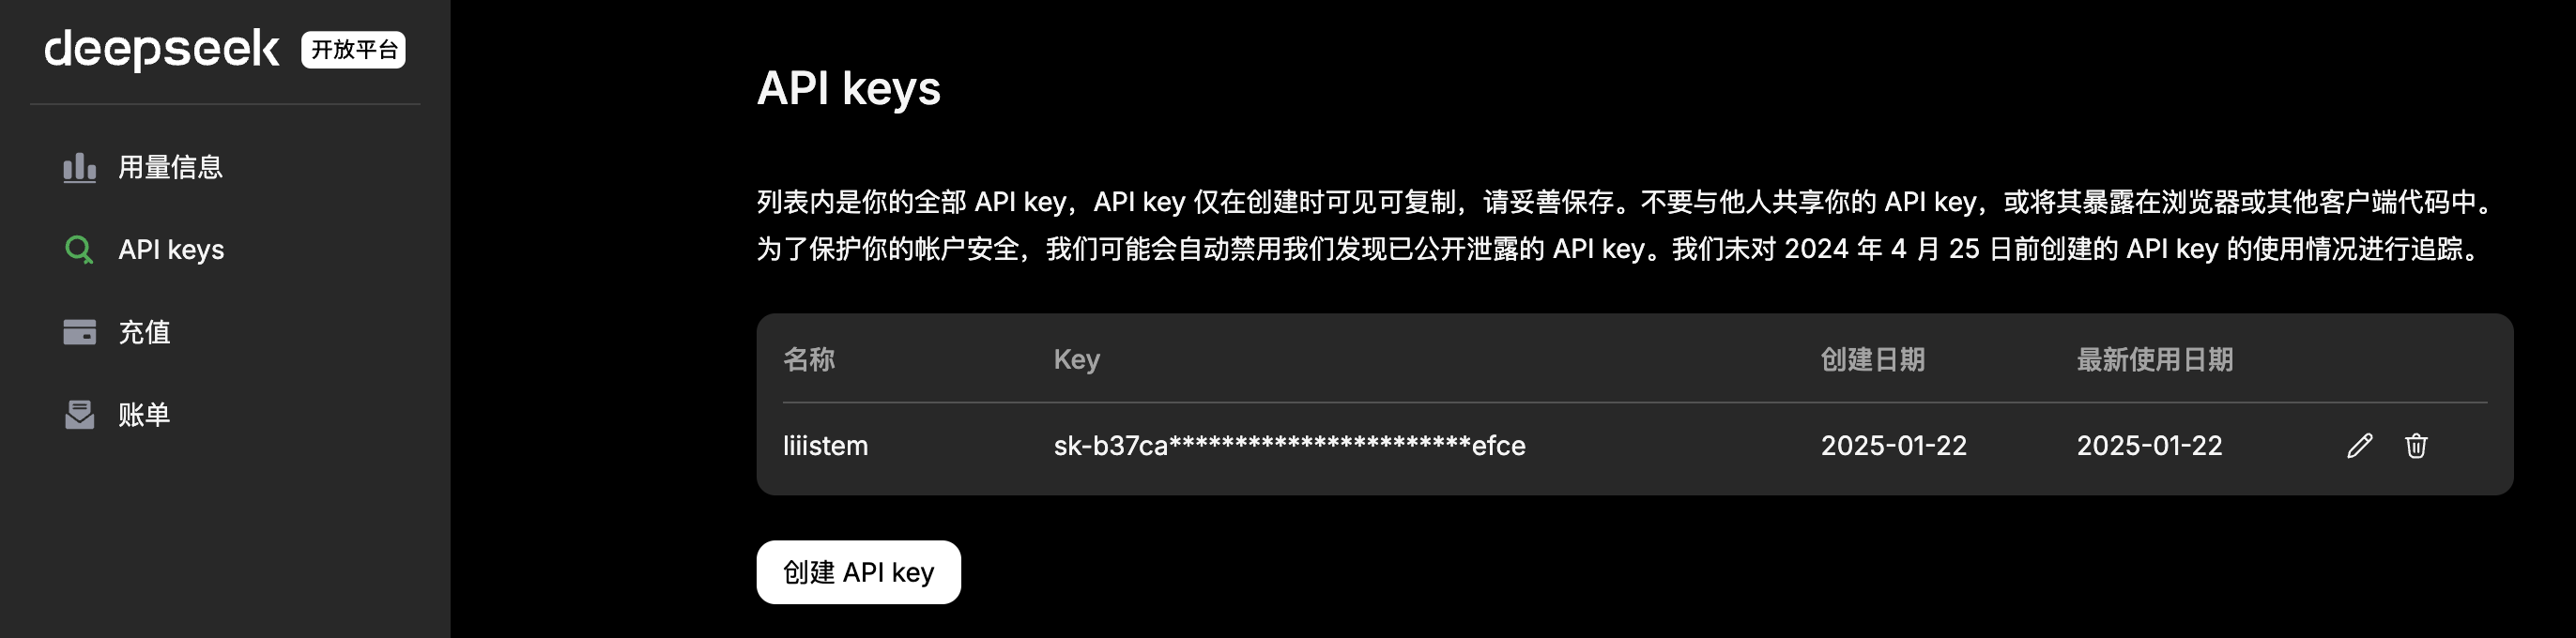 deepseek 开放平台
用量信息
API keys
充值
账单
API keys
列表内是你的全部 API key，API key 仅在创建时可见可复制，请妥善保存。不要与他人共享你的 API key，或将其暴露在浏览器或其他客户端代码中。
为了保护你的帐户安全，我们可能会自动禁用我们发现已公开泄露的 API key。我们未对 2024 年 4 月 25 日前创建的 API key 的使用情况进行追踪。
名称 Key 创建日期 最新使用日期
liiistem sk-b37ca***********************efce 2025-01-22 2025-01-22
创建 API key